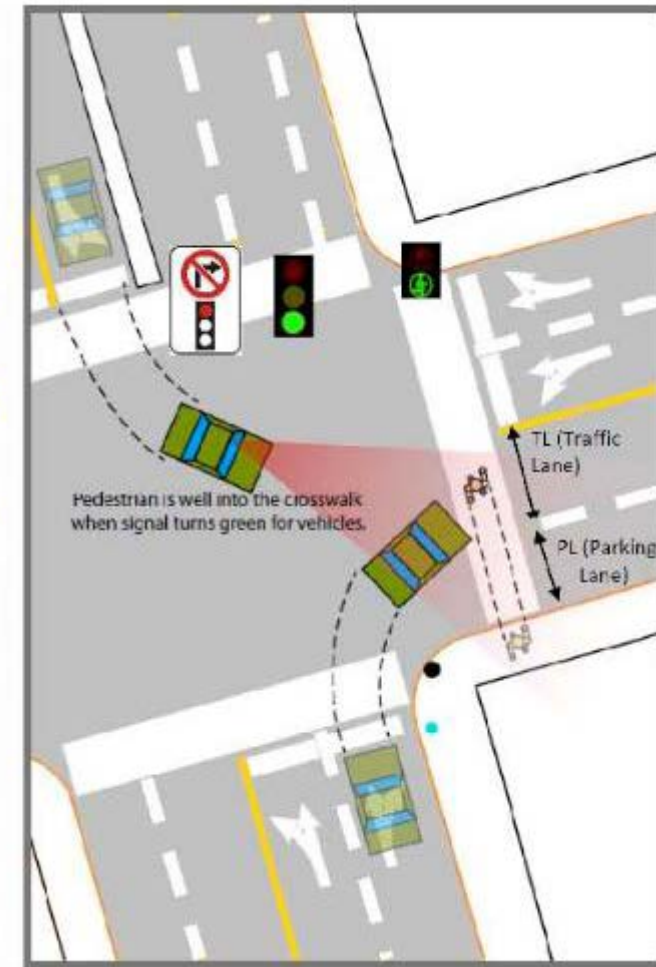 Pedestrian is well into the crosswalk
when signal turns green for vehicles.
TL (Traffic
Lane)
PL (Parking
Lane)